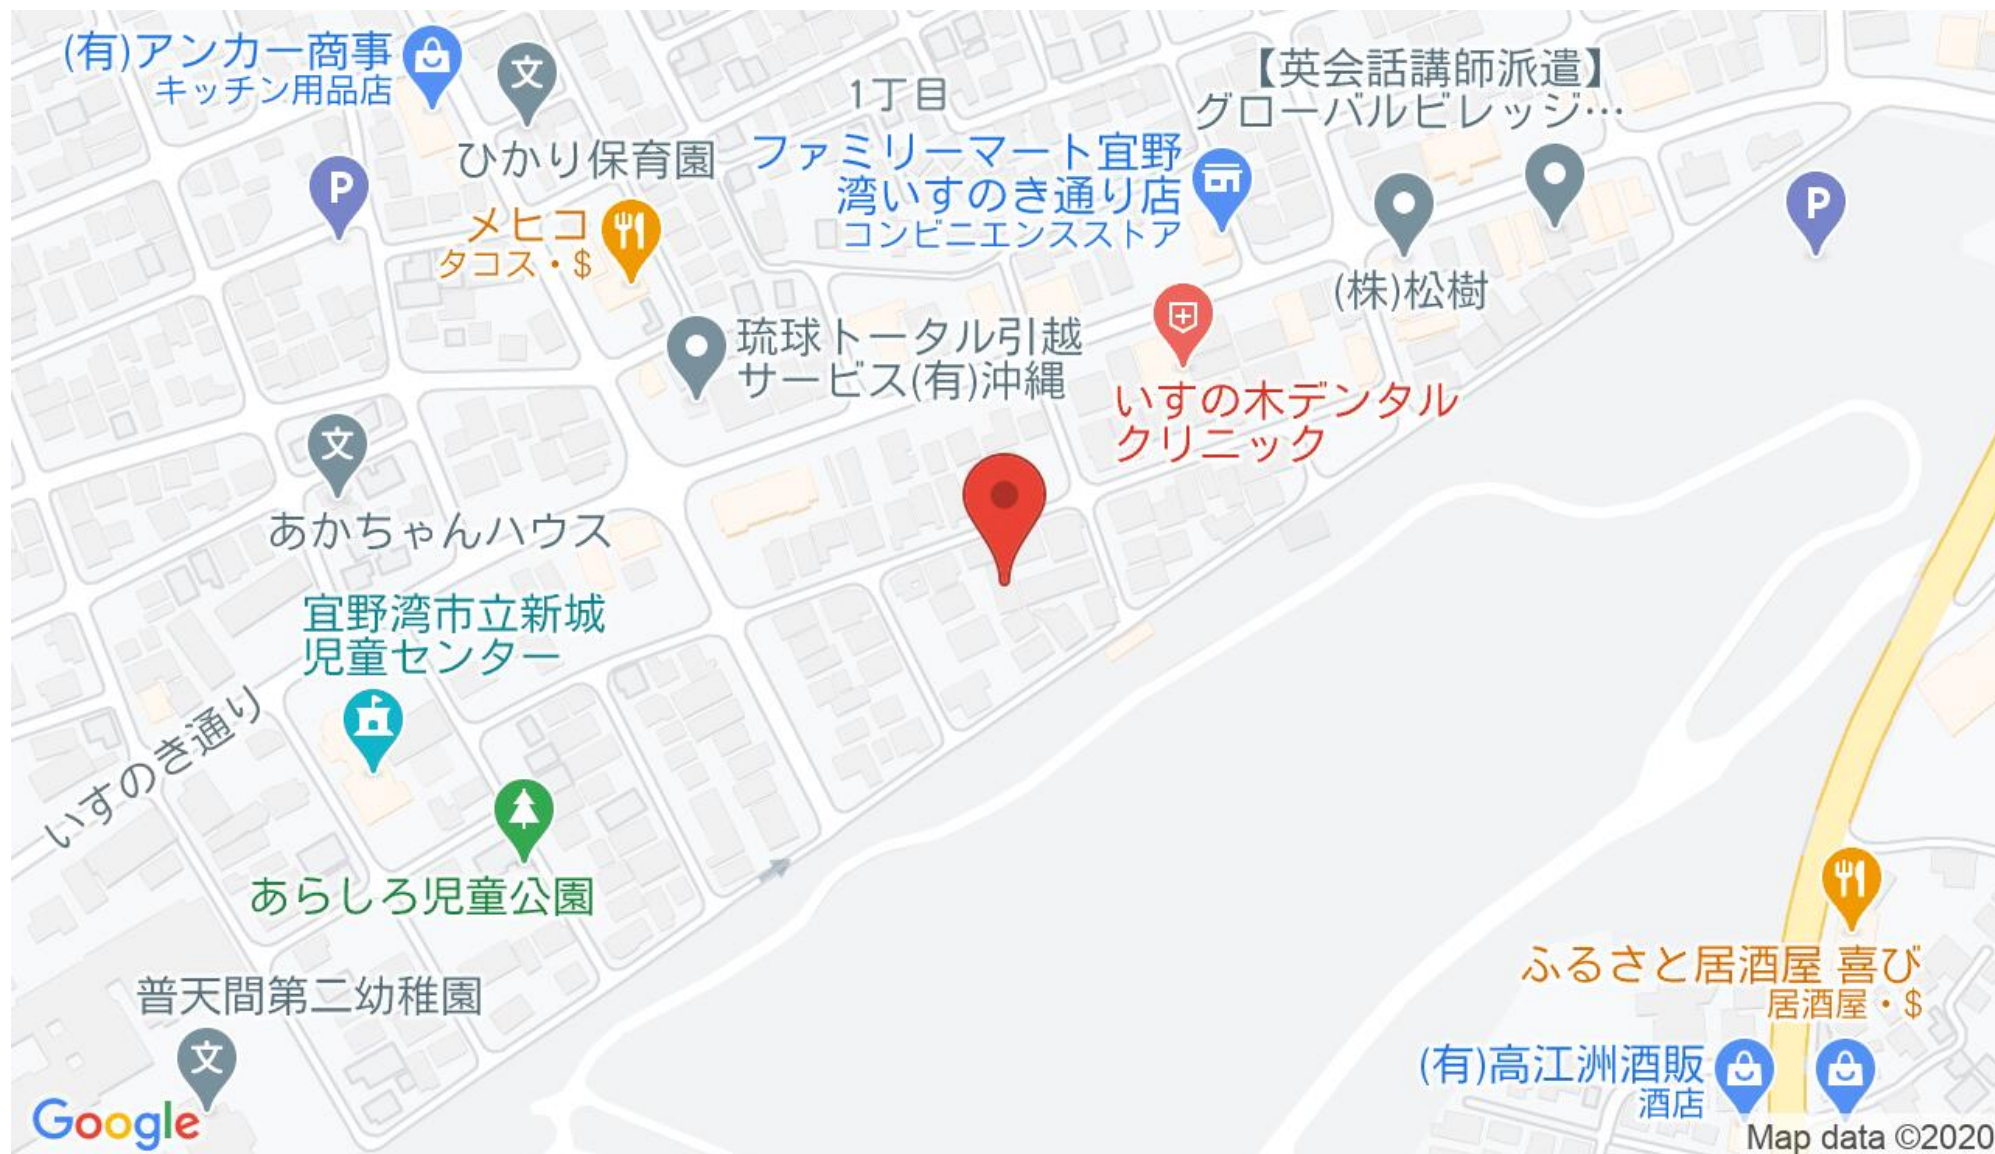 (有)アンカー商事
キッチン用品店
文
ひかり保育園
1丁目
【英会話講師派遣】
グローバルビレッジ…
P
メヒコ
タコス・$
ファミリーマート宜野
湾いすのき通り店
コンビニエンスストア
P
(株)松樹
琉球トータル引越
サービス(有)沖縄
いすの木デンタル
クリニック
文
あかちゃんハウス
宜野湾市立新城
児童センター
いすのき通り
あらしろ児童公園
普天間第二幼稚園
文
ふるさと居酒屋 喜び
居酒屋・$
(有)高江洲酒販
酒店
Google
Map data ©2020